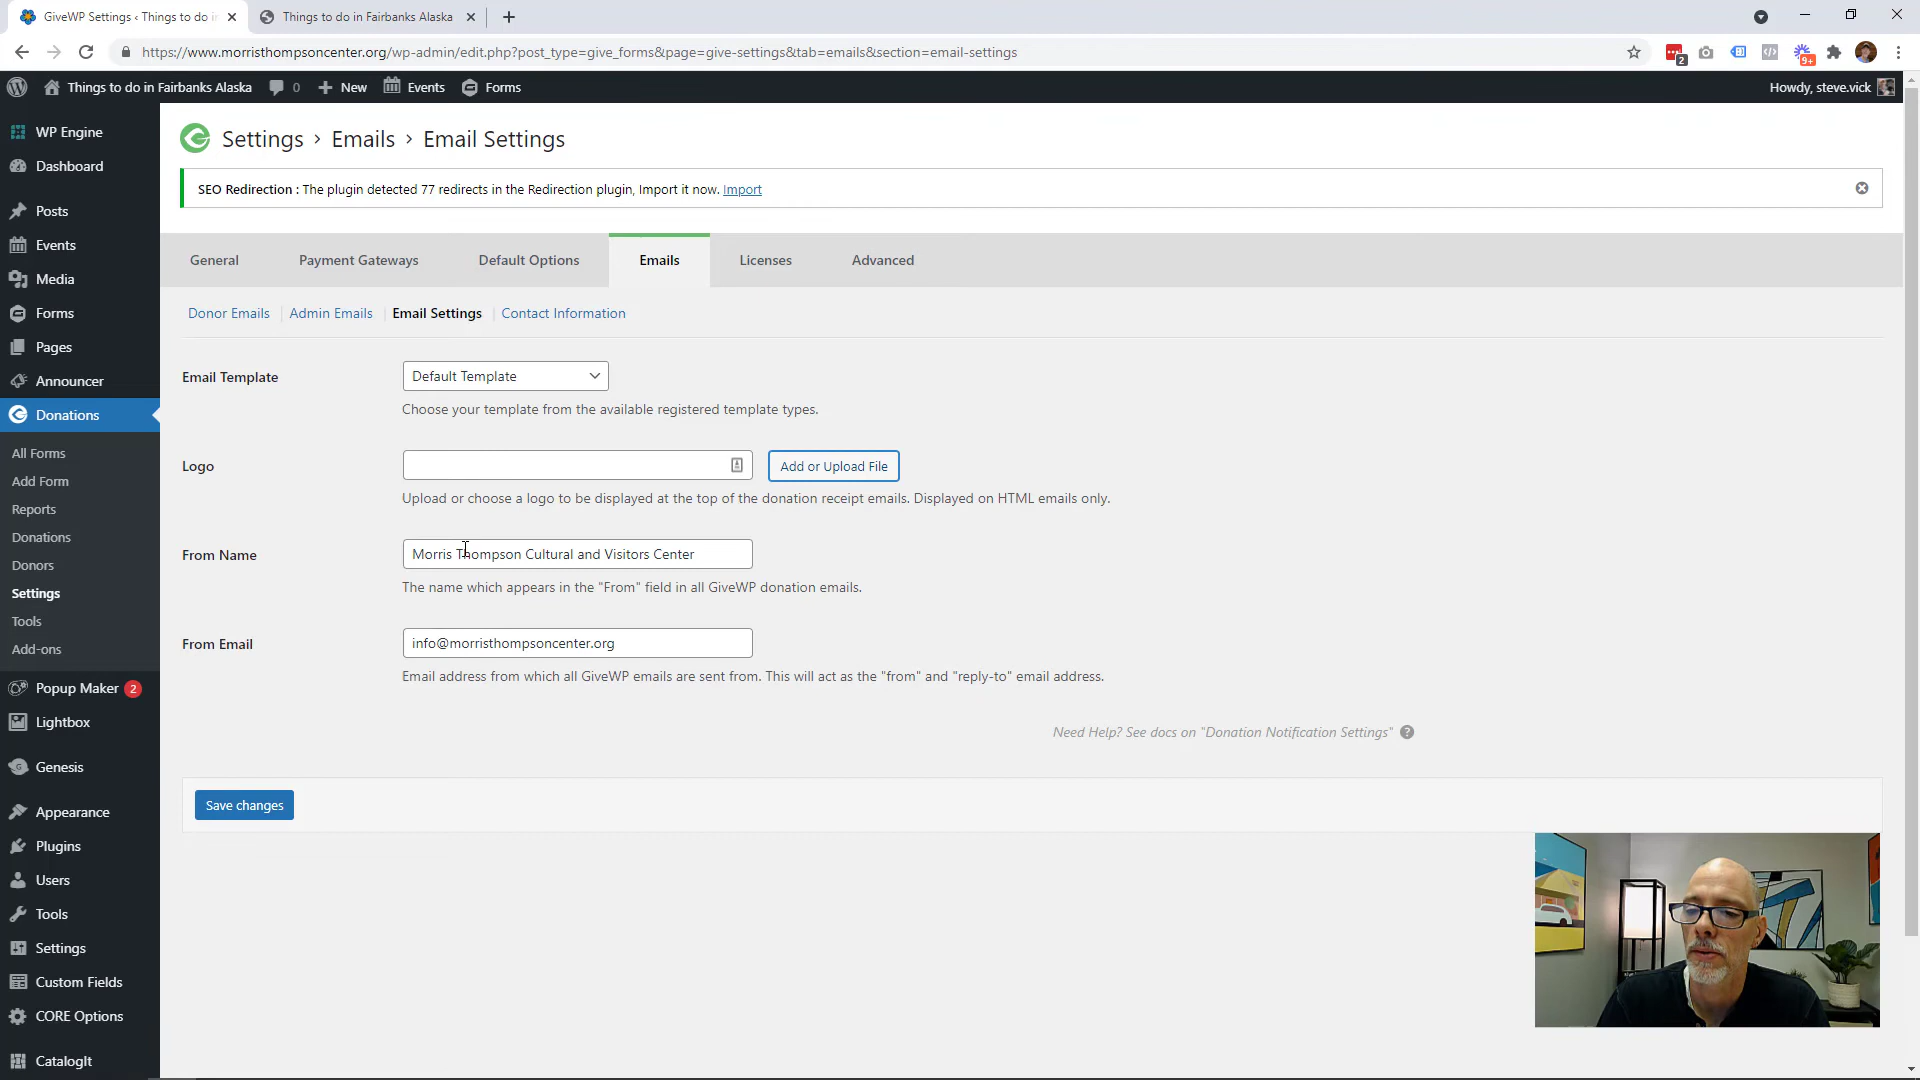 GiveWP Settings ‹ Things to do in
Things to do in Fairbanks Alaska
https://www.morristhompsoncenter.org/wp-admin/edit.php?post_type=give_forms&page=give-settings&tab=emails&section=email-settings
2
9+
Things to do in Fairbanks Alaska
0
New
Events
Forms
Howdy, steve.vick
WP Engine
Dashboard
Posts
Events
Media
Forms
Pages
Announcer
Donations
All Forms
Add Form
Reports
Donations
Donors
Settings
Tools
Add-ons
Popup Maker 2
Lightbox
Genesis
Appearance
Plugins
Users
Tools
Settings
Custom Fields
CORE Options
CatalogIt
Settings › Emails › Email Settings
SEO Redirection : The plugin detected 77 redirects in the Redirection plugin, Import it now. Import
General
Payment Gateways
Default Options
Emails
Licenses
Advanced
Donor Emails | Admin Emails | Email Settings | Contact Information
Email Template
Default Template
Choose your template from the available registered template types.
Logo
Add or Upload File
Upload or choose a logo to be displayed at the top of the donation receipt emails. Displayed on HTML emails only.
From Name
Morris Thompson Cultural and Visitors Center
The name which appears in the "From" field in all GiveWP donation emails.
From Email
info@morristhompsoncenter.org
Email address from which all GiveWP emails are sent from. This will act as the "from" and "reply-to" email address.
Need Help? See docs on "Donation Notification Settings" ?
Save changes